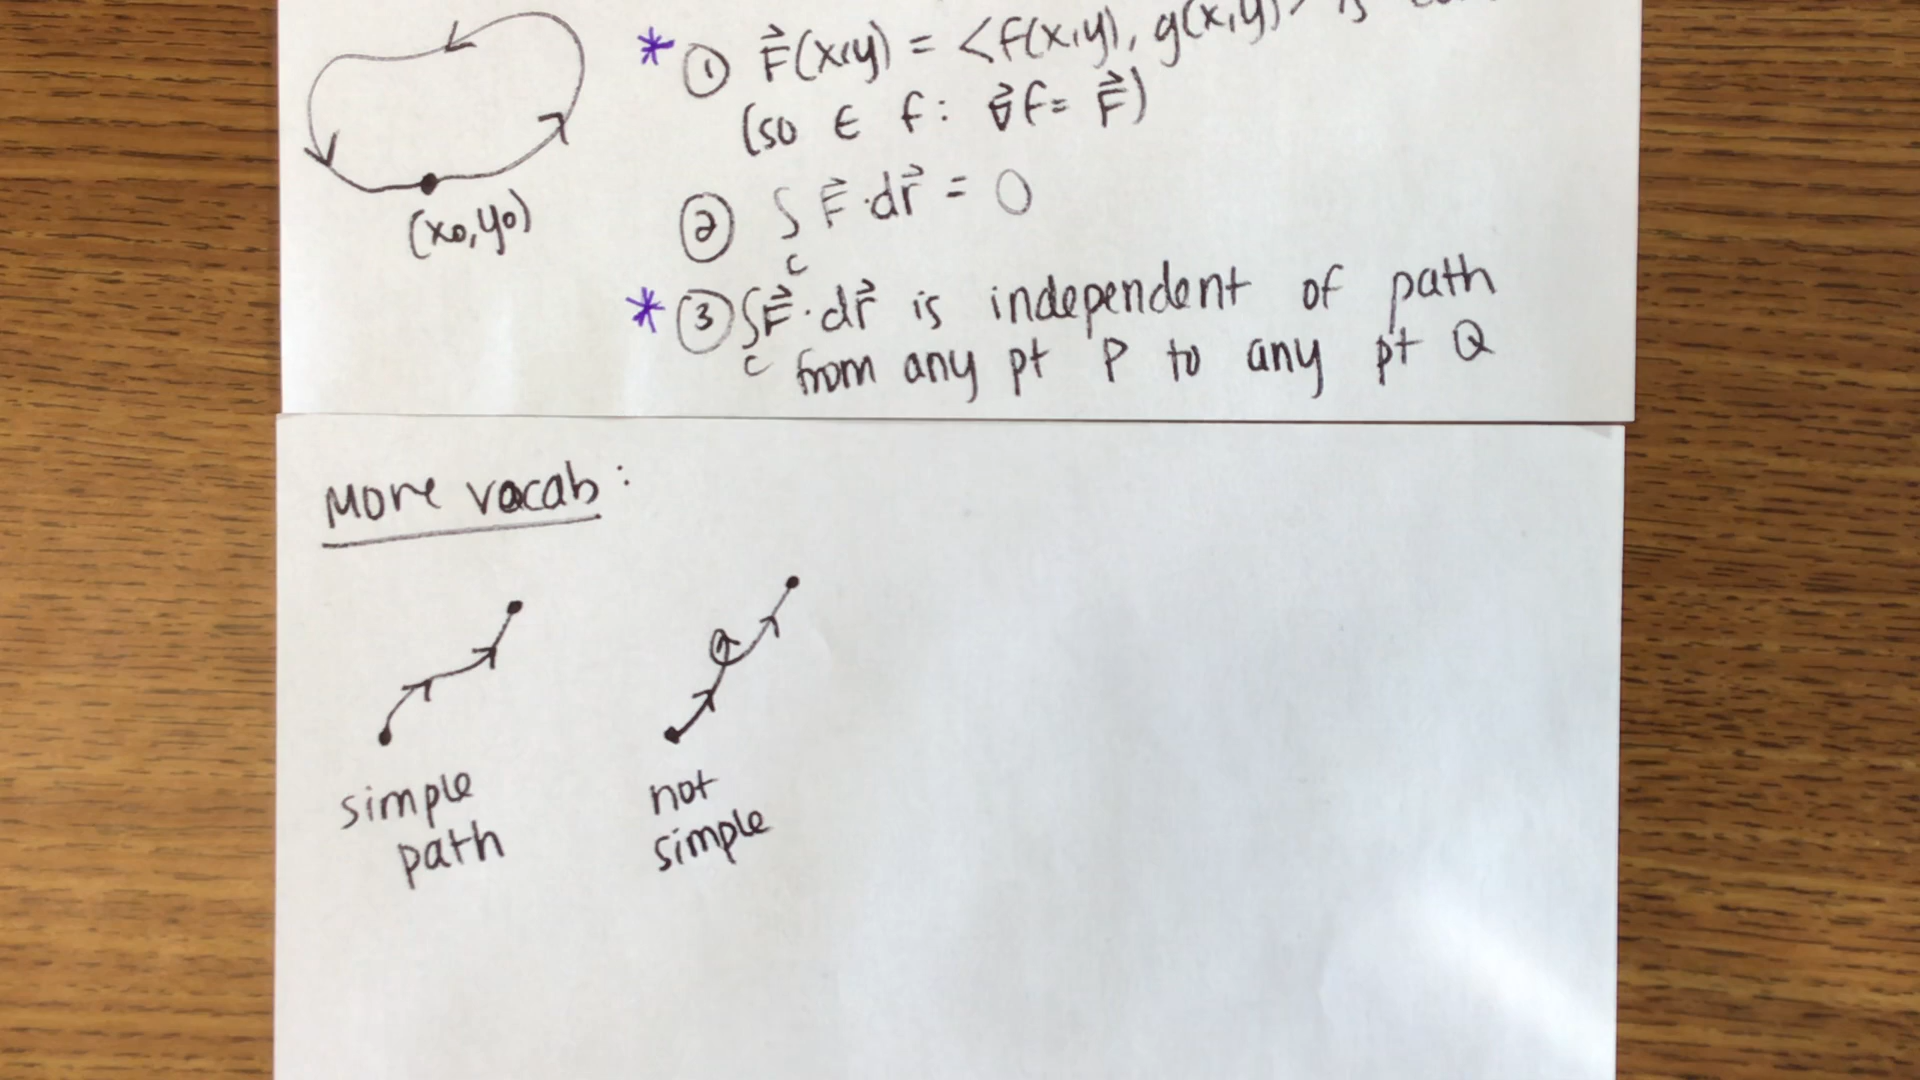 * ① F⃗(x,y) = <f(x,y), g(x,y)> is
(so ∈ f: ∇⃗f = F⃗)
② ∫_C F⃗·dr⃗ = 0
(x0, y0)
* ③ ∫_C F⃗·dr⃗ is independent of path
from any pt P to any pt Q
More vocab:
simple
path
not
simple